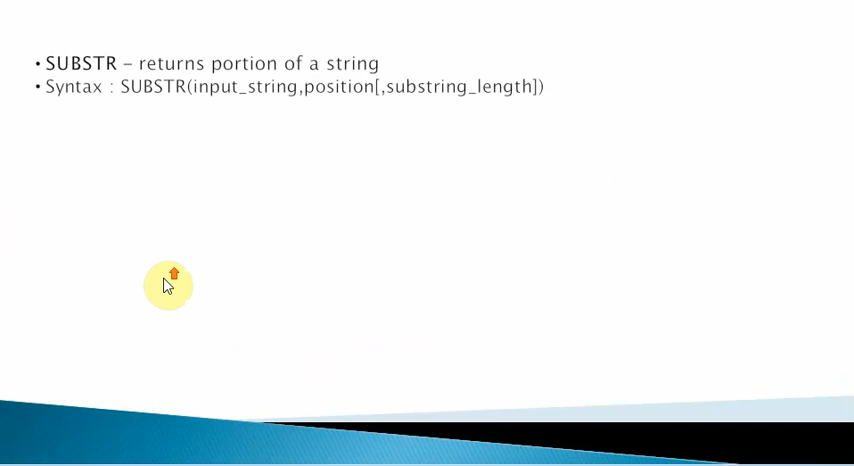 • SUBSTR – returns portion of a string
• Syntax : SUBSTR(input_string,position[,substring_length])